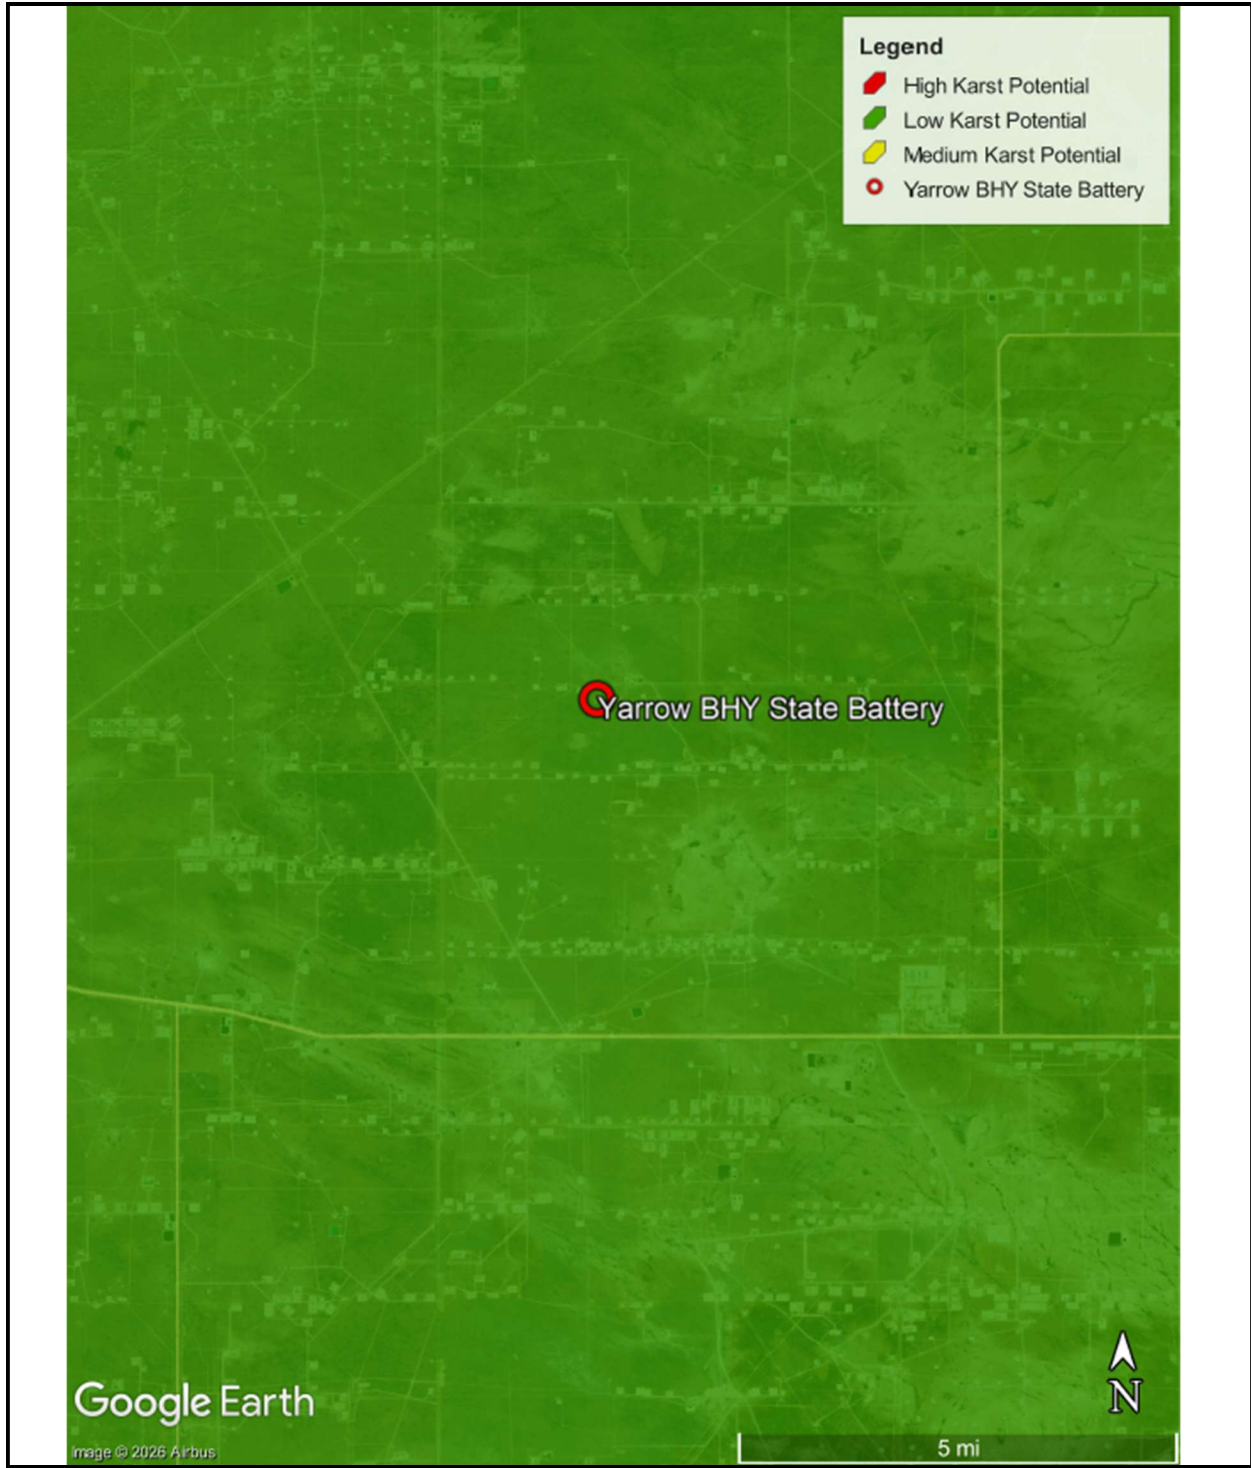 Legend
High Karst Potential
Low Karst Potential
Medium Karst Potential
Yarrow BHY State Battery
Yarrow BHY State Battery
N
Google Earth
Image © 2026 Airbus
5 mi